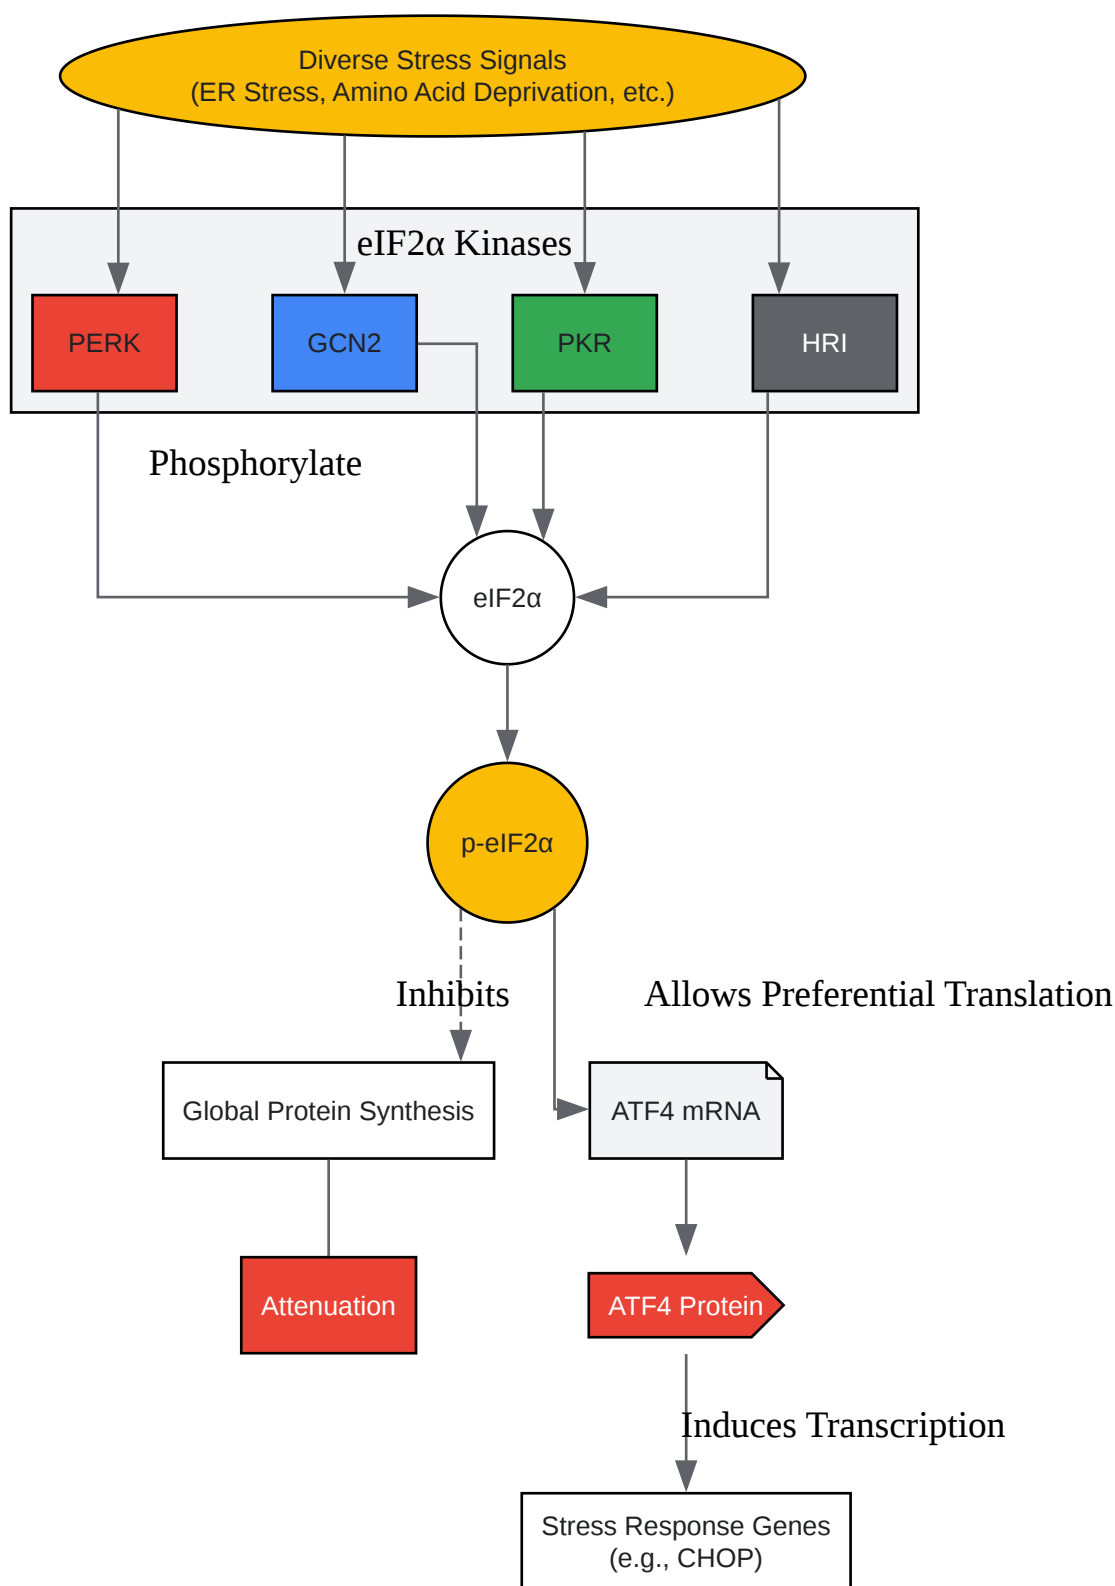 Diverse Stress Signals
(ER Stress, Amino Acid Deprivation, etc.)
eIF2α Kinases
PERK
GCN2
PKR
HRI
Phosphorylate
eIF2α
p-eIF2α
Inhibits
Allows Preferential Translation
Global Protein Synthesis
ATF4 mRNA
Attenuation
ATF4 Protein
Induces Transcription
Stress Response Genes
(e.g., CHOP)